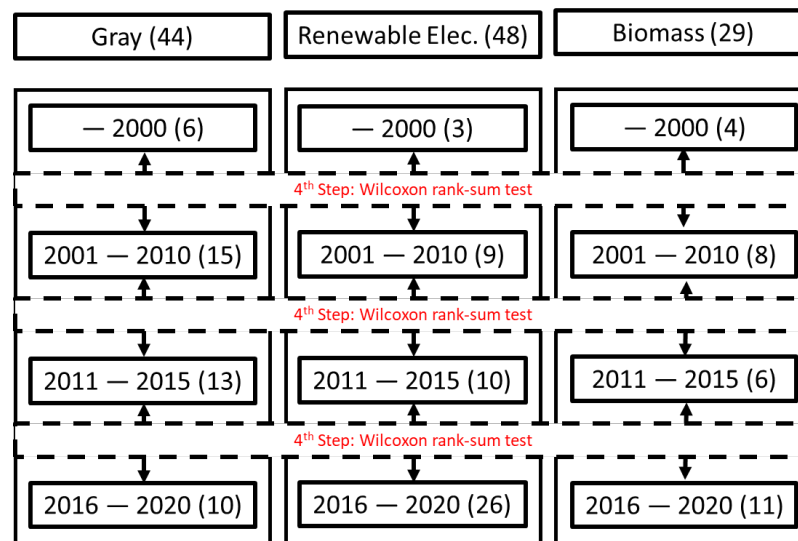 Gray (44) Renewable Elec. (48) Biomass (29)
— 2000 (6) — 2000 (3) — 2000 (4)
4th Step: Wilcoxon rank-sum test
2001 — 2010 (15) 2001 — 2010 (9) 2001 — 2010 (8)
4th Step: Wilcoxon rank-sum test
2011 — 2015 (13) 2011 — 2015 (10) 2011 — 2015 (6)
4th Step: Wilcoxon rank-sum test
2016 — 2020 (10) 2016 — 2020 (26) 2016 — 2020 (11)